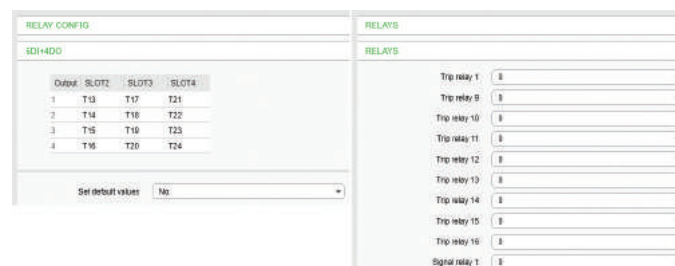 RELAY CONFIG
6DI+4DO
Output SLOT2 SLOT3 SLOT4
1 T13 T17 T21
2 T14 T18 T22
3 T15 T19 T23
4 T16 T20 T24
Set default values No
RELAYS
RELAYS
Trip relay 1
Trip relay 9
Trip relay 10
Trip relay 11
Trip relay 12
Trip relay 13
Trip relay 14
Trip relay 15
Trip relay 16
Signal relay 1